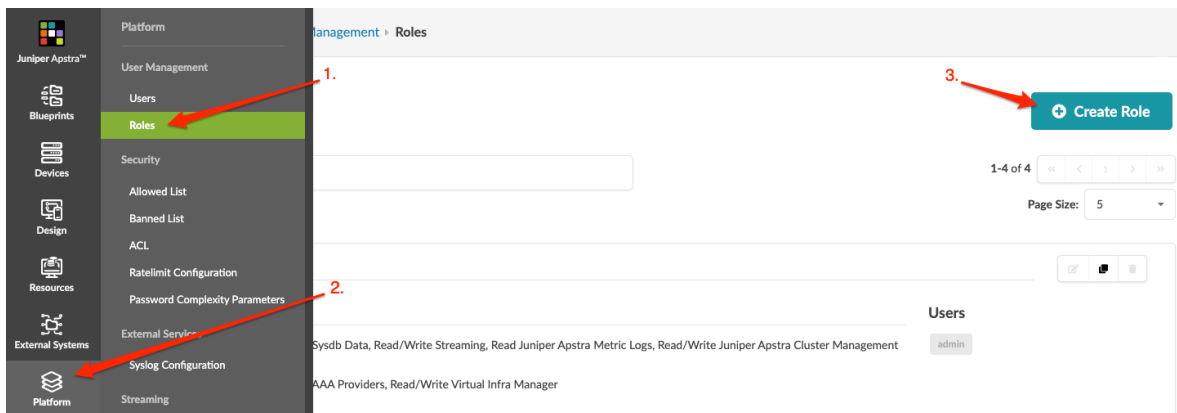 Juniper Apstra™
Blueprints
Devices
Design
Resources
External Systems
Platform
Platform
User Management
Users
Roles
Security
Allowed List
Banned List
ACL
Ratelimit Configuration
Password Complexity Parameters
External Services
Syslog Configuration
Streaming
Management › Roles
1.
2.
3.
Create Role
1-4 of 4
1
Page Size: 5
Users
Sysdb Data, Read/Write Streaming, Read Juniper Apstra Metric Logs, Read/Write Juniper Apstra Cluster Management
admin
AAA Providers, Read/Write Virtual Infra Manager